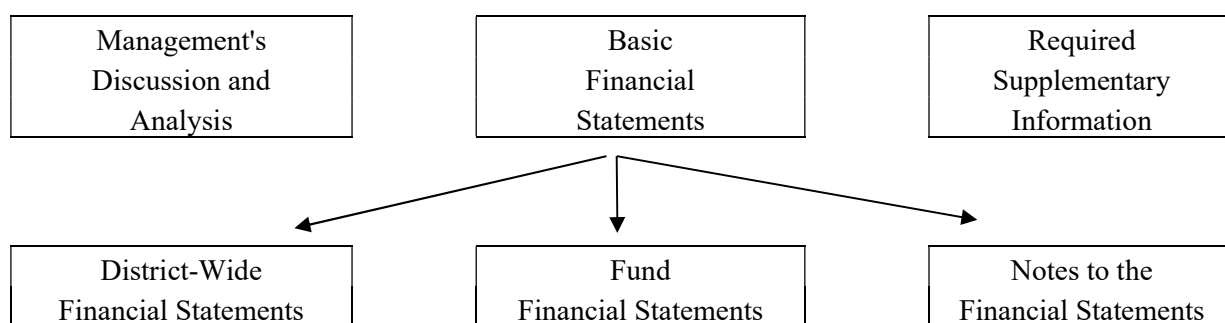 Management's
Discussion and
Analysis
Basic
Financial
Statements
Required
Supplementary
Information
District-Wide
Financial Statements
Fund
Financial Statements
Notes to the
Financial Statements